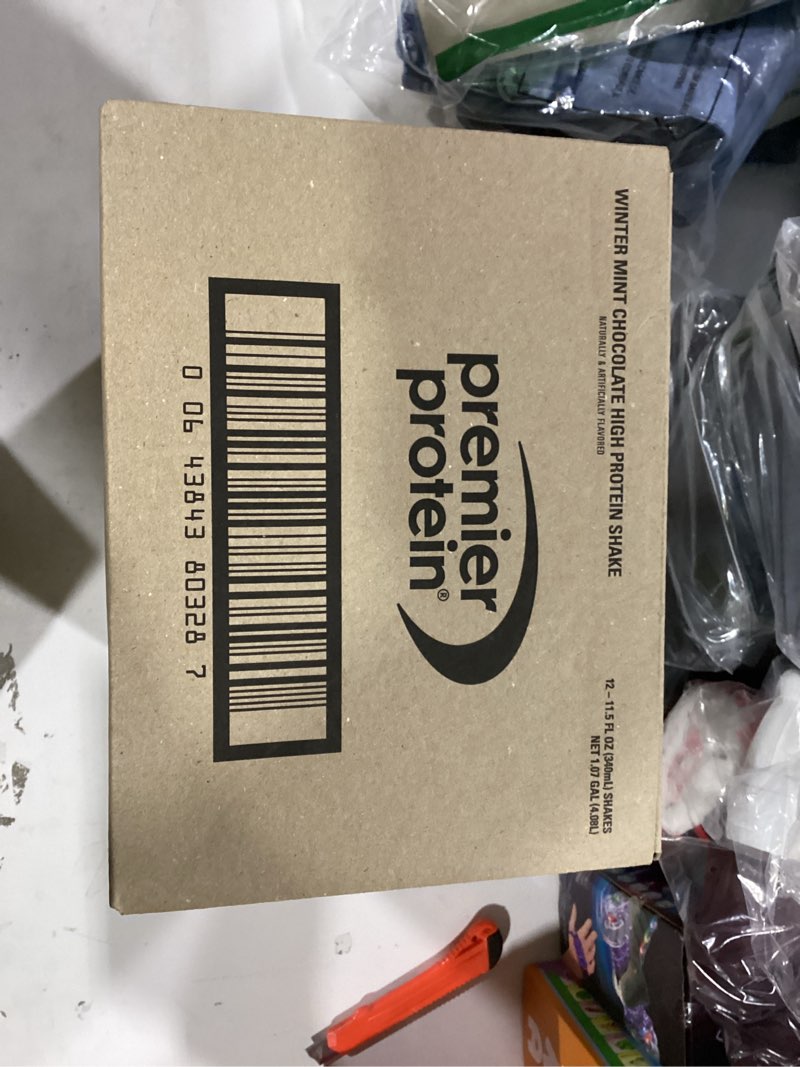 WINTER MINT CHOCOLATE HIGH PROTEIN SHAKE
NATURALLY & ARTIFICIALLY FLAVORED
12 – 11.5 FL OZ (340mL) SHAKES
NET 1.07 GAL (4.08L)
premier
protein®
0 06 43843 80328 7